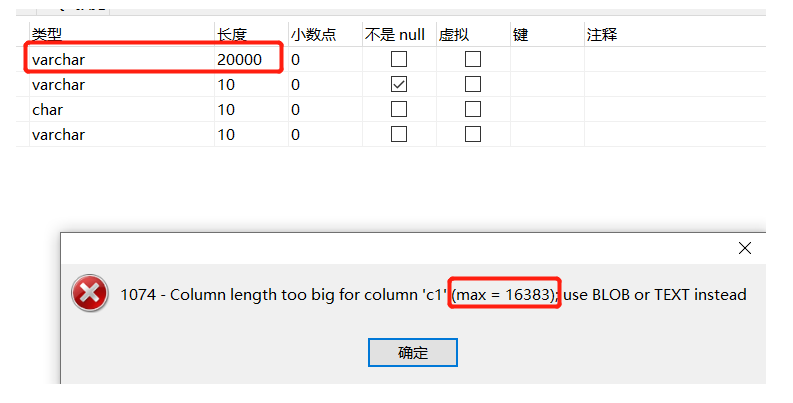 类型 长度 小数点 不是 null 虚拟 键 注释
varchar 20000 0
varchar 10 0
char 10 0
varchar 10 0
1074 - Column length too big for column 'c1' (max = 16383); use BLOB or TEXT instead
确定